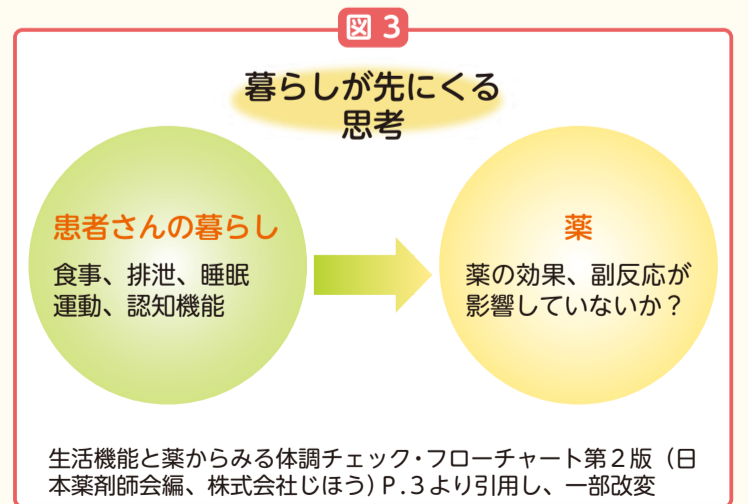 図 3
暮らしが先にくる
思考
患者さんの暮らし
食事、排泄、睡眠
運動、認知機能
薬
薬の効果、副反応が
影響していないか？
生活機能と薬からみる体調チェック・フローチャート第２版（日
本薬剤師会編、株式会社じほう）P.３より引用し、一部改変